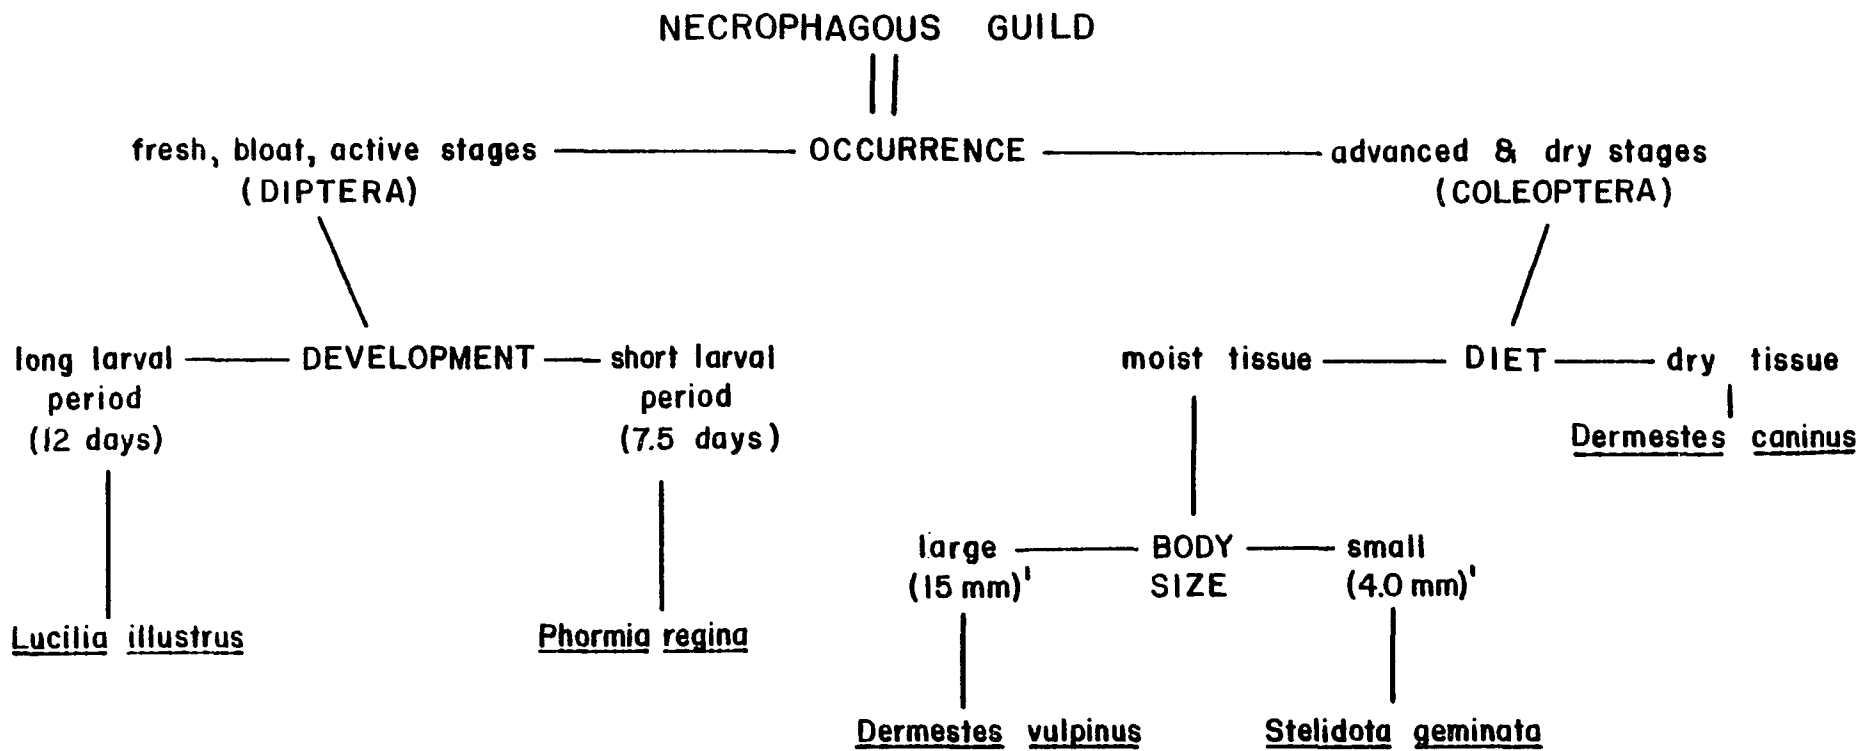 NECROPHAGOUS GUILD
fresh, bloat, active stages OCCURRENCE advanced & dry stages
(DIPTERA) (COLEOPTERA)
long larval DEVELOPMENT short larval moist tissue DIET dry tissue
period period
(12 days) (7.5 days) Dermestes caninus
large BODY small
(15 mm)' SIZE (4.0 mm)'
Lucilia illustrus Phormia regina
Dermestes vulpinus Stelidota geminata